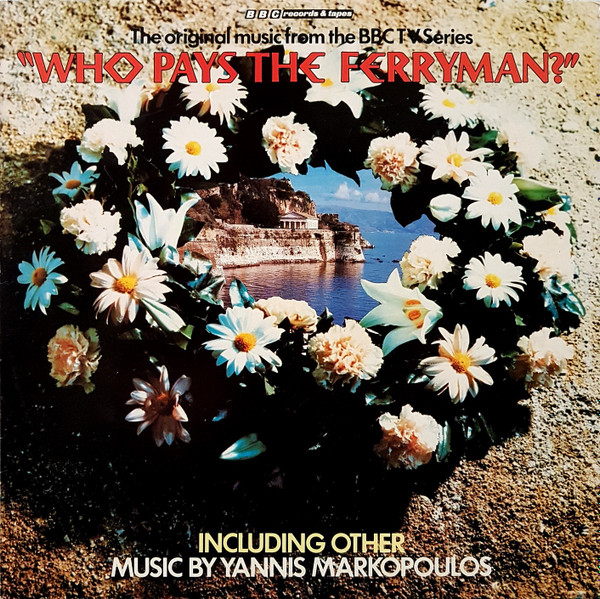 BBC records & tapes
The original music from the BBC TV Series
"WHO PAYS THE FERRYMAN?"
INCLUDING OTHER
MUSIC BY YANNIS MARKOPOULOS